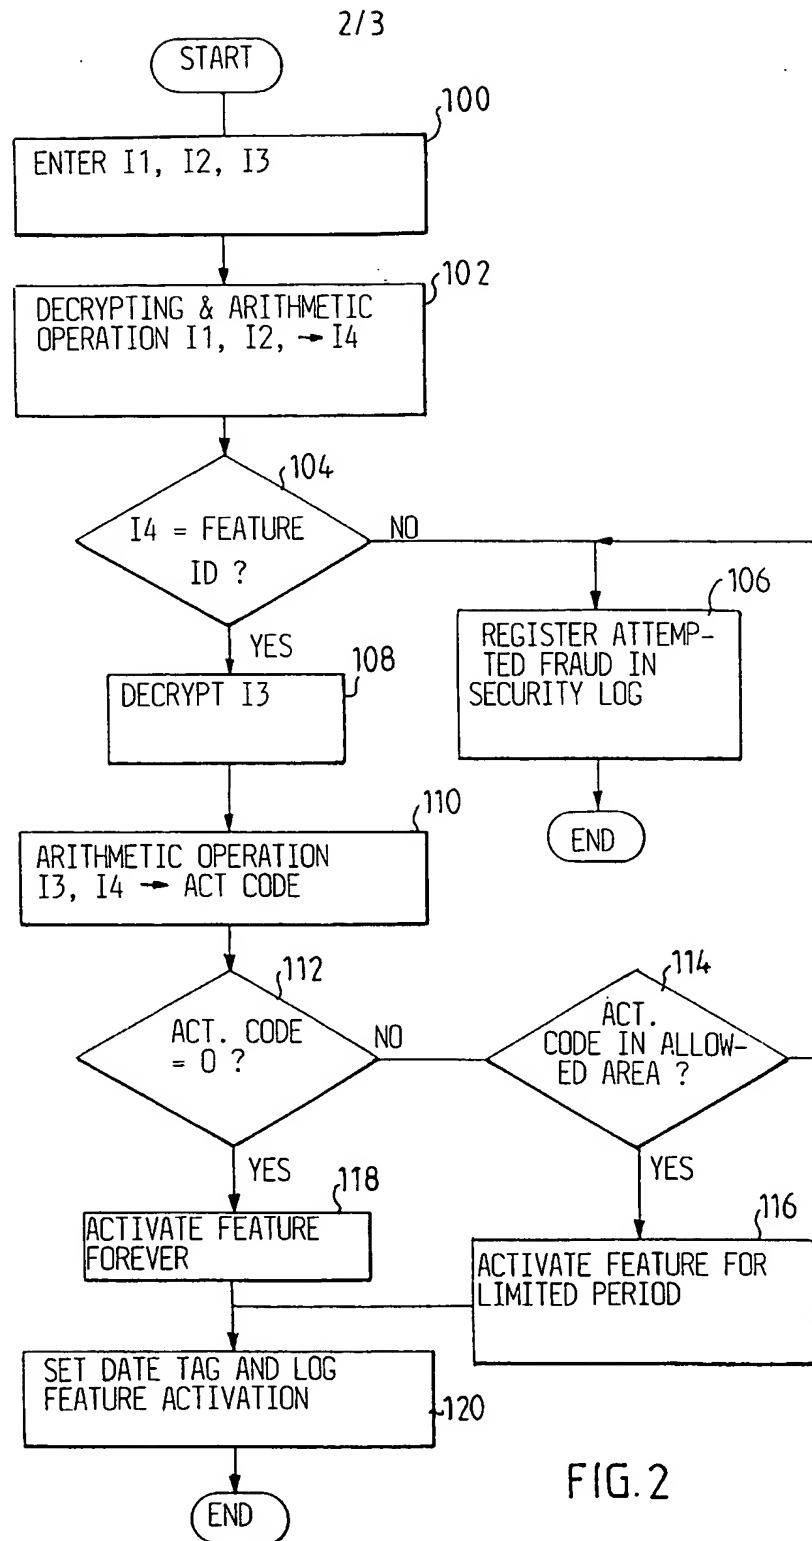 2/3
START
100
ENTER I1, I2, I3
102
DECRYPTING & ARITHMETIC
OPERATION I1, I2, → I4
104
I4 = FEATURE
ID ?
NO
YES
106
REGISTER ATTEMP-
TED FRAUD IN
SECURITY LOG
END
108
DECRYPT I3
110
ARITHMETIC OPERATION
I3, I4 → ACT CODE
112
ACT. CODE
= 0 ?
NO
YES
114
ACT.
CODE IN ALLOW-
ED AREA ?
YES
118
ACTIVATE FEATURE
FOREVER
116
ACTIVATE FEATURE FOR
LIMITED PERIOD
SET DATE TAG AND LOG
FEATURE ACTIVATION
120
END
FIG.2